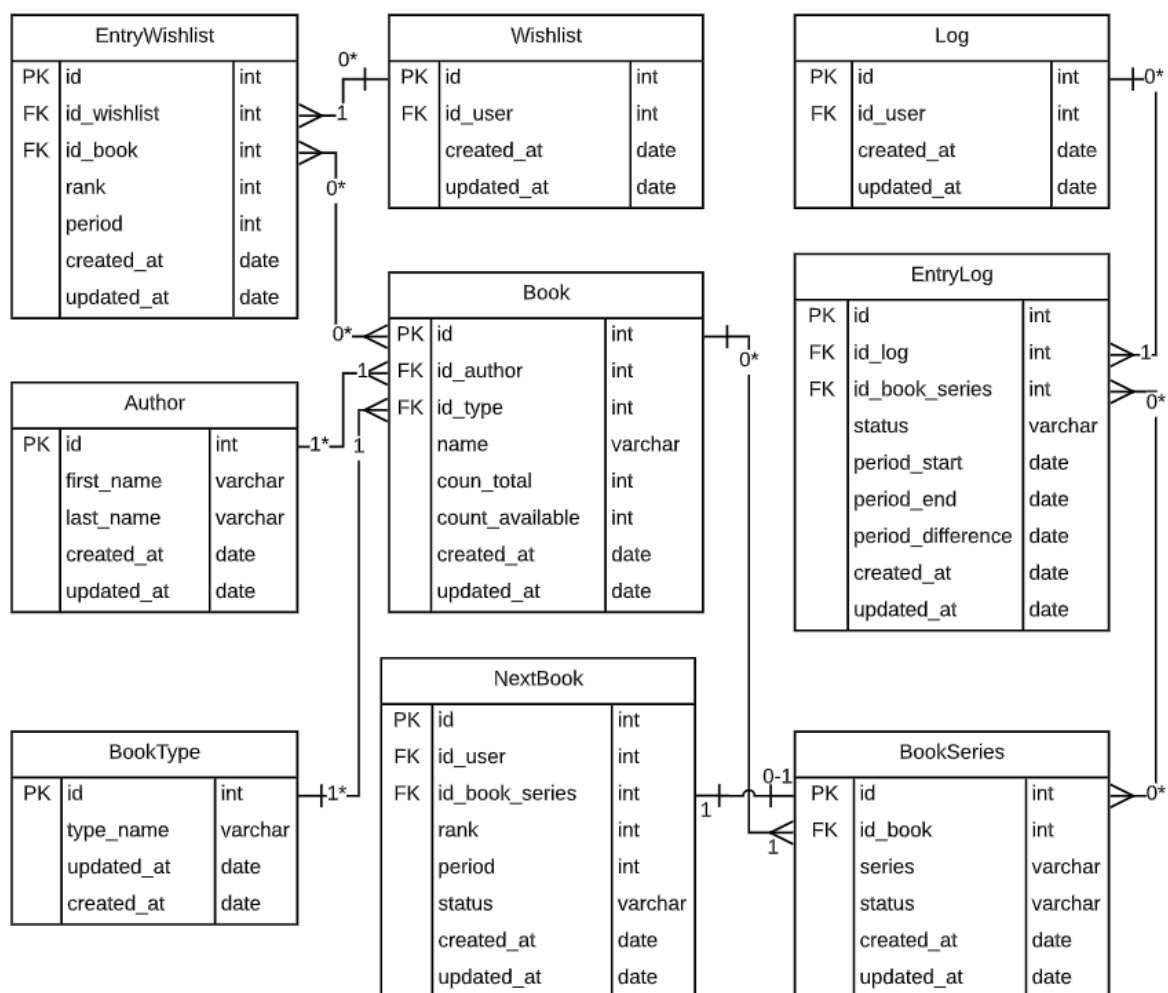 EntryWishlist
PK id int
FK id_wishlist int
FK id_book int
rank int
period int
created_at date
updated_at date
0*
1
Wishlist
PK id int
FK id_user int
created_at date
updated_at date
Log
PK id int
FK id_user int
created_at date
updated_at date
0*
0*
0*
Book
PK id int
FK id_author int
FK id_type int
name varchar
coun_total int
count_available int
created_at date
updated_at date
0*
EntryLog
PK id int
FK id_log int
FK id_book_series int
status varchar
period_start date
period_end date
period_difference date
created_at date
updated_at date
1
0*
Author
PK id int
first_name varchar
last_name varchar
created_at date
updated_at date
1
1*
1
BookType
PK id int
type_name varchar
updated_at date
created_at date
1*
NextBook
PK id int
FK id_user int
FK id_book_series int
rank int
period int
status varchar
created_at date
updated_at date
0-1
1
1
BookSeries
PK id int
FK id_book int
series varchar
status varchar
created_at date
updated_at date
0*